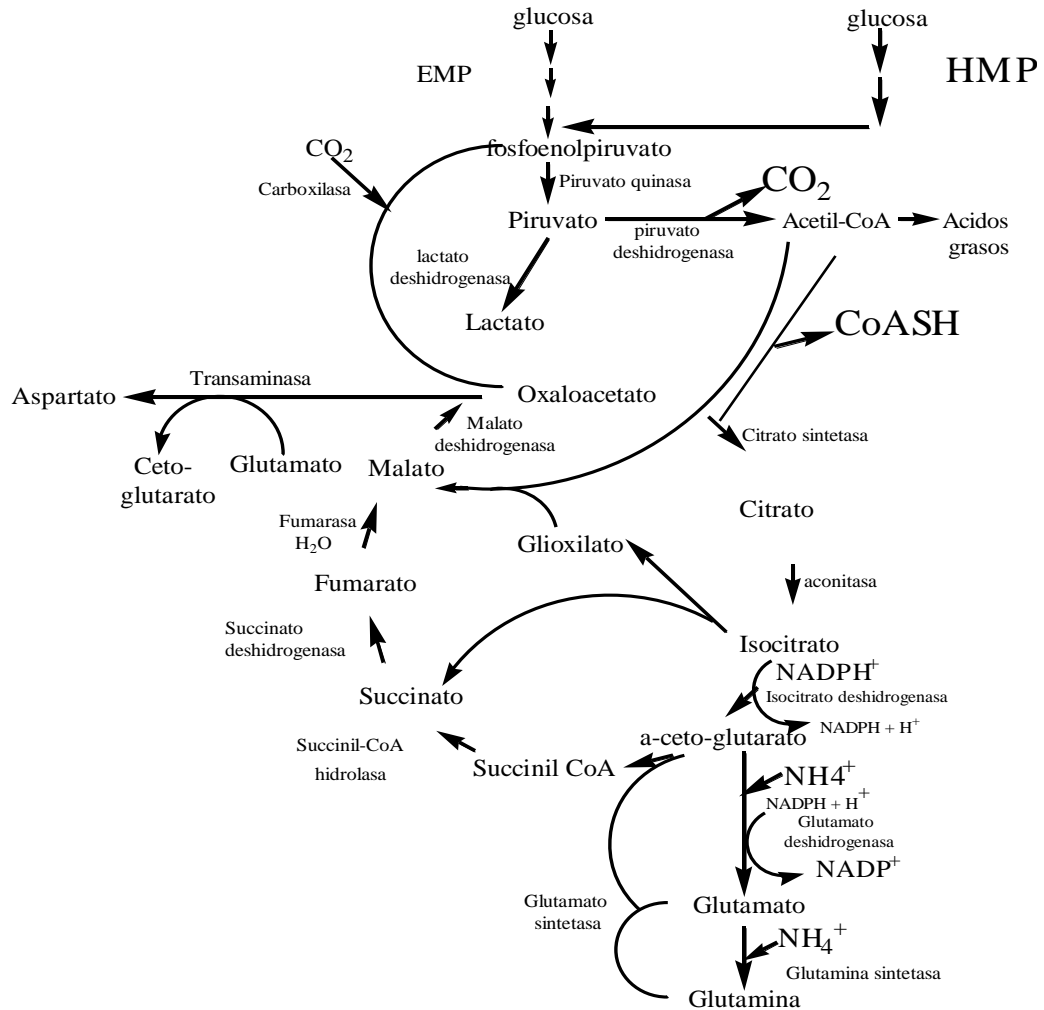 glucosa
glucosa
EMP
HMP
CO2
fosfoenolpiruvato
Carboxilasa
Piruvato quinasa
CO2
Piruvato
piruvato
deshidrogenasa
Acetil-CoA
Acidos
grasos
lactato
deshidrogenasa
Lactato
CoASH
Transaminasa
Aspartato
Oxaloacetato
Malato
deshidrogenasa
Citrato sintetasa
Ceto-
glutarato
Glutamato
Malato
Citrato
Fumarasa
H2O
Glioxilato
Fumarato
aconitasa
Succinato
deshidrogenasa
Isocitrato
NADPH+
Isocitrato deshidrogenasa
Succinato
NADPH + H+
a-ceto-glutarato
Succinil-CoA
hidrolasa
Succinil CoA
NH4+
NADPH + H+
Glutamato
deshidrogenasa
NADP+
Glutamato
sintetasa
Glutamato
NH4+
Glutamina sintetasa
Glutamina